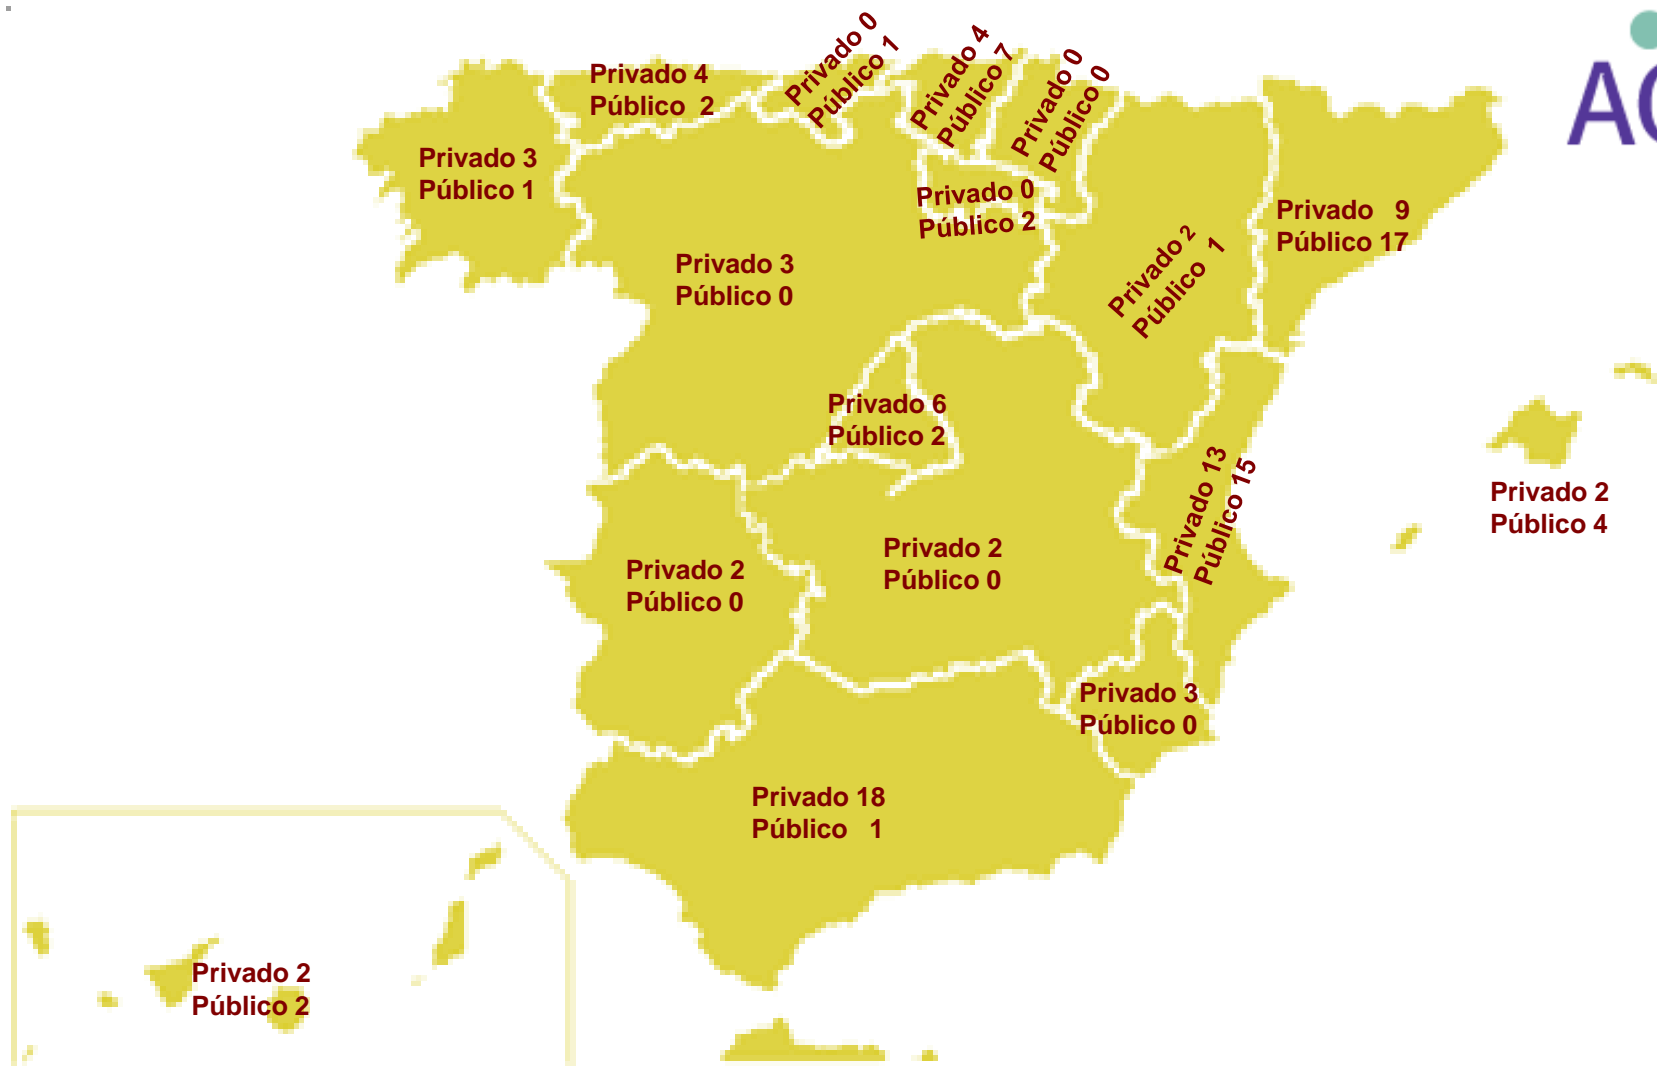 Privado 0
Público 1
Privado 4
Público 7
Privado 0
Público 0
Privado 4
Público 2
Privado 3
Público 1
Privado 0
Público 2
Privado 9
Público 17
Privado 2
Público 1
Privado 3
Público 0
Privado 6
Público 2
Privado 13
Público 15
Privado 2
Público 4
Privado 2
Público 0
Privado 2
Público 0
Privado 3
Público 0
Privado 18
Público 1
Privado 2
Público 2